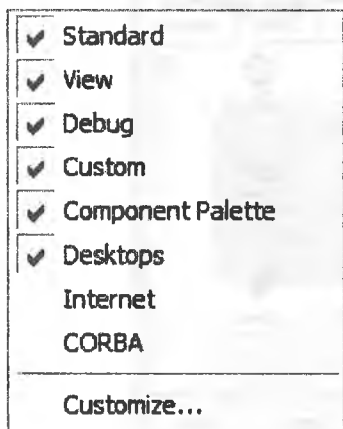 Standard
View
Debug
Custom
Component Palette
Desktops
Internet
CORBA
Customize...